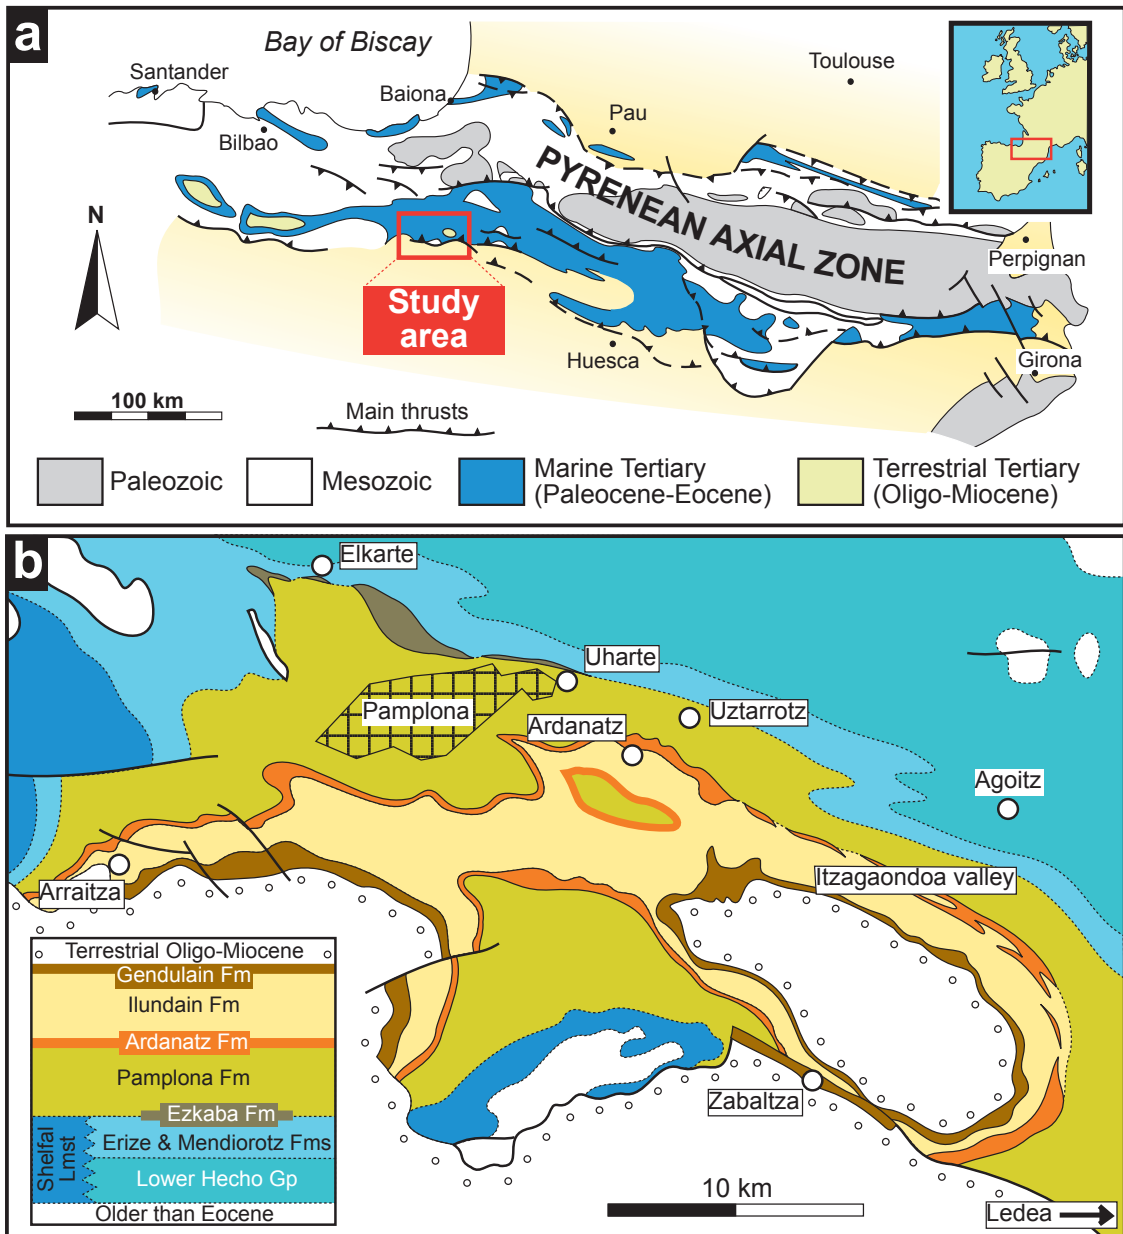 a
Bay of Biscay
Santander
Baiona
Toulouse
Bilbao
Pau
PYRENEAN AXIAL ZONE
N
Perpignan
Study
area
Huesca
Girona
100 km
Main thrusts
Paleozoic
Mesozoic
Marine Tertiary
(Paleocene-Eocene)
Terrestrial Tertiary
(Oligo-Miocene)
b
Elkarte
Uharte
Pamplona
Uztarrotz
Ardanatz
Agoitz
Arraitza
Itzagaondoa valley
Terrestrial Oligo-Miocene
Gendulain Fm
Ilundain Fm
Ardanatz Fm
Pamplona Fm
Ezkaba Fm
Shelfal
Lmst
Erize & Mendiorotz Fms
Lower Hecho Gp
Older than Eocene
Zabaltza
10 km
Ledea